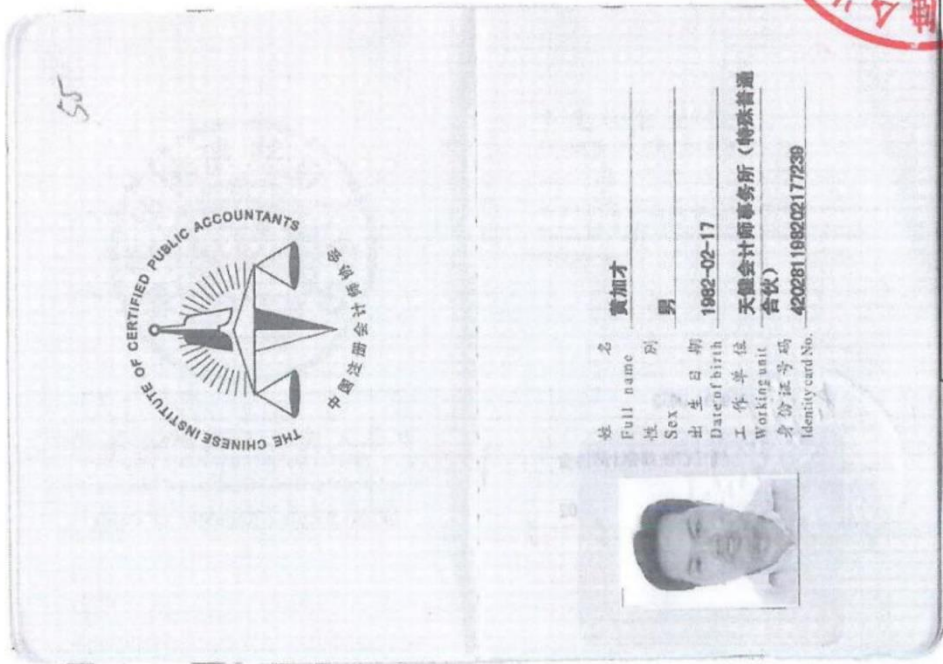 55
THE CHINESE INSTITUTE OF CERTIFIED PUBLIC ACCOUNTANTS
中国注册会计师协会
姓 名 黄加才
Full name
性 别 男
Sex
出 生 日 期 1982-02-17
Date of birth
工 作 单 位 天健会计师事务所（特殊普通
Working unit 合伙）
身份证号码 420281198202177239
Identity card No.